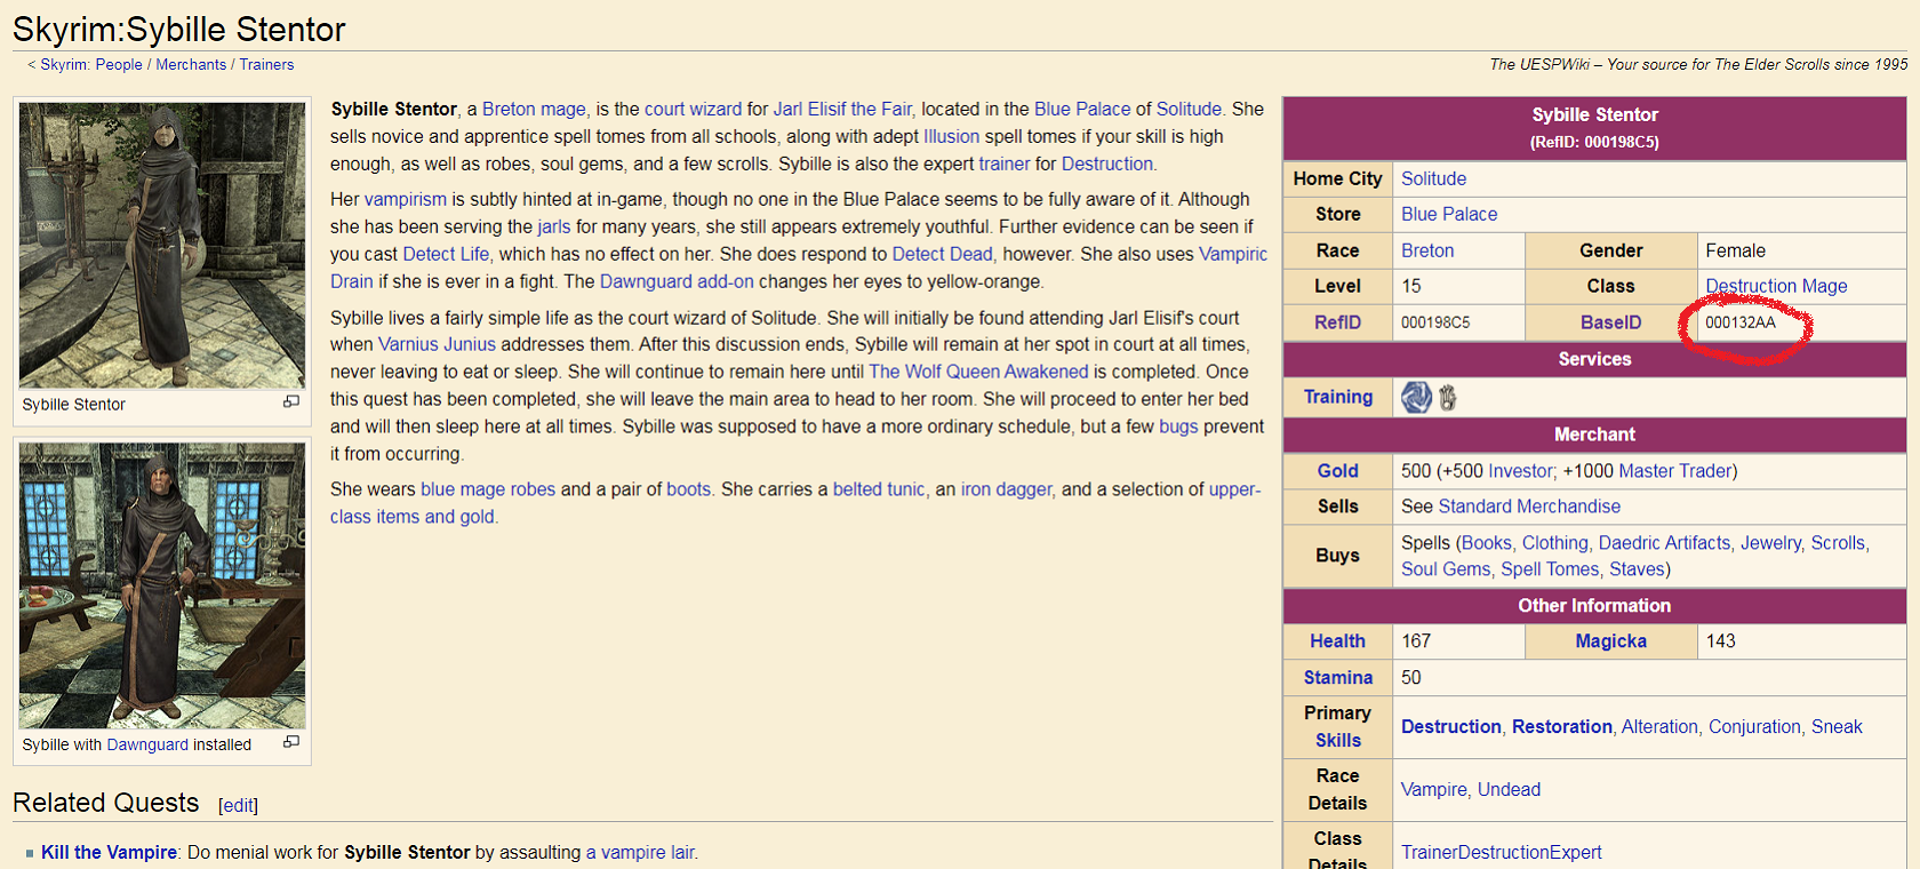 Skyrim:Sybille Stentor
< Skyrim: People / Merchants / Trainers
The UESPWiki – Your source for The Elder Scrolls since 1995
Sybille Stentor
Sybille with Dawnguard installed
Sybille Stentor, a Breton mage, is the court wizard for Jarl Elisif the Fair, located in the Blue Palace of Solitude. She
sells novice and apprentice spell tomes from all schools, along with adept Illusion spell tomes if your skill is high
enough, as well as robes, soul gems, and a few scrolls. Sybille is also the expert trainer for Destruction.
Her vampirism is subtly hinted at in-game, though no one in the Blue Palace seems to be fully aware of it. Although
she has been serving the jarls for many years, she still appears extremely youthful. Further evidence can be seen if
you cast Detect Life, which has no effect on her. She does respond to Detect Dead, however. She also uses Vampiric
Drain if she is ever in a fight. The Dawnguard add-on changes her eyes to yellow-orange.
Sybille lives a fairly simple life as the court wizard of Solitude. She will initially be found attending Jarl Elisif's court
when Varnius Junius addresses them. After this discussion ends, Sybille will remain at her spot in court at all times,
never leaving to eat or sleep. She will continue to remain here until The Wolf Queen Awakened is completed. Once
this quest has been completed, she will leave the main area to head to her room. She will proceed to enter her bed
and will then sleep here at all times. Sybille was supposed to have a more ordinary schedule, but a few bugs prevent
it from occurring.
She wears blue mage robes and a pair of boots. She carries a belted tunic, an iron dagger, and a selection of upper-
class items and gold.
Related Quests [edit]
Kill the Vampire: Do menial work for Sybille Stentor by assaulting a vampire lair.
Sybille Stentor
(RefID: 000198C5)
Home City Solitude
Store Blue Palace
Race Breton Gender Female
Level 15 Class Destruction Mage
RefID 000198C5 BaseID 000132AA
Services
Training
Merchant
Gold 500 (+500 Investor; +1000 Master Trader)
Sells See Standard Merchandise
Buys Spells (Books, Clothing, Daedric Artifacts, Jewelry, Scrolls,
Soul Gems, Spell Tomes, Staves)
Other Information
Health 167 Magicka 143
Stamina 50
Primary
Skills Destruction, Restoration, Alteration, Conjuration, Sneak
Race
Details Vampire, Undead
Class
Details TrainerDestructionExpert